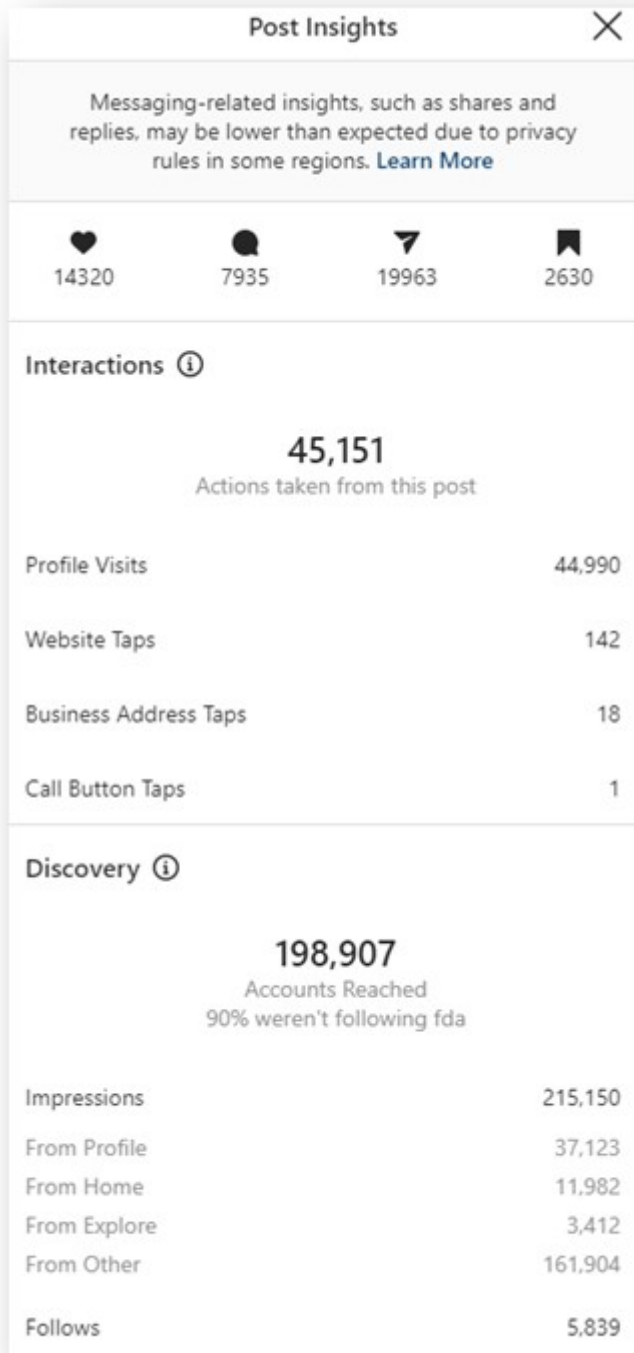 Post Insights
Messaging-related insights, such as shares and
replies, may be lower than expected due to privacy
rules in some regions. Learn More
14320 7935 19963 2630
Interactions
45,151
Actions taken from this post
Profile Visits 44,990
Website Taps 142
Business Address Taps 18
Call Button Taps 1
Discovery
198,907
Accounts Reached
90% weren't following fda
Impressions 215,150
From Profile 37,123
From Home 11,982
From Explore 3,412
From Other 161,904
Follows 5,839